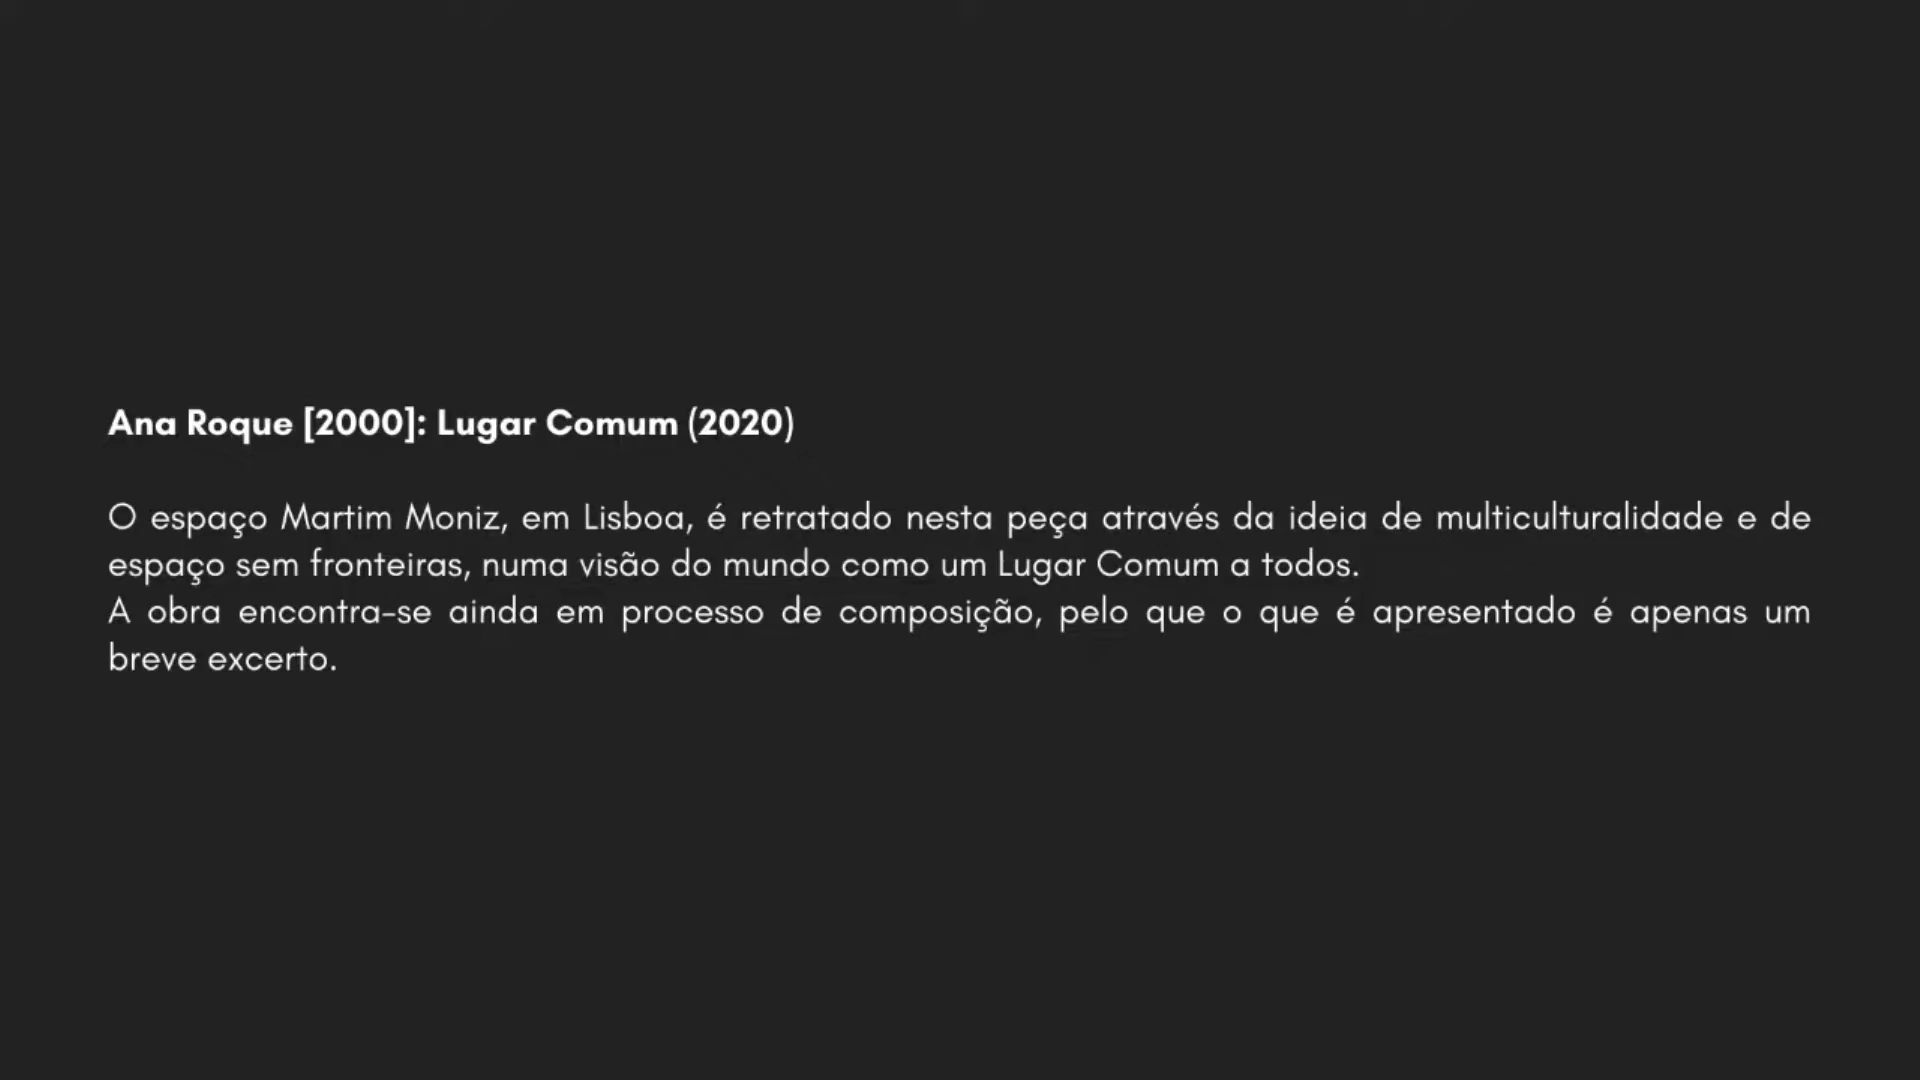 Ana Roque [2000]: Lugar Comum (2020)
O espaço Martim Moniz, em Lisboa, é retratado nesta peça através da ideia de multiculturalidade e de
espaço sem fronteiras, numa visão do mundo como um Lugar Comum a todos.
A obra encontra-se ainda em processo de composição, pelo que o que é apresentado é apenas um
breve excerto.